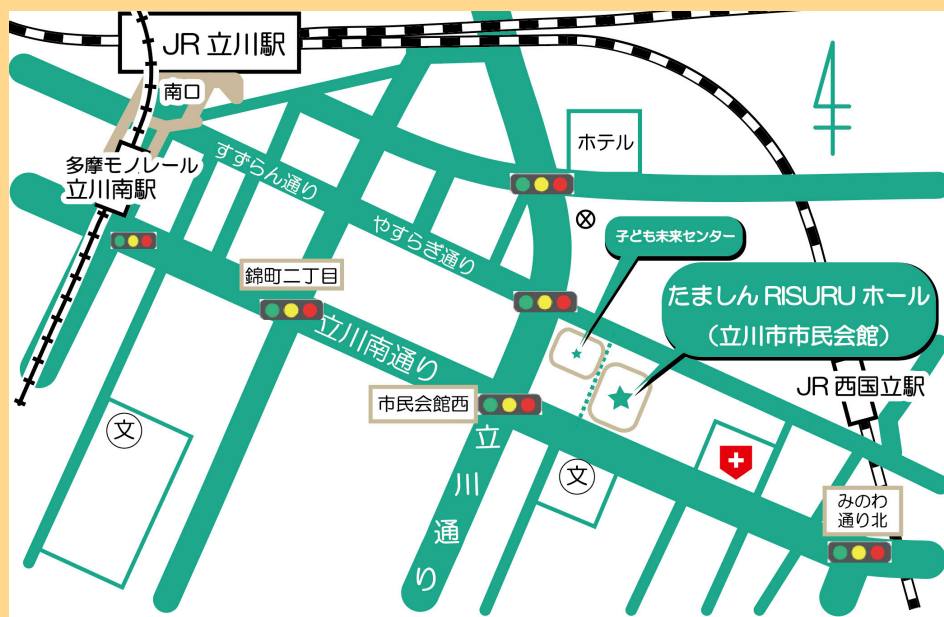 JR 立川駅
南口
多摩モノレール
立川南駅
ホテル
すずらん通り
やすらぎ通り
子ども未来センター
錦町二丁目
たましん RISURU ホール
（立川市市民会館）
立川南通り
JR 西国立駅
市民会館西
立川通り
文
文
みのわ
通り北